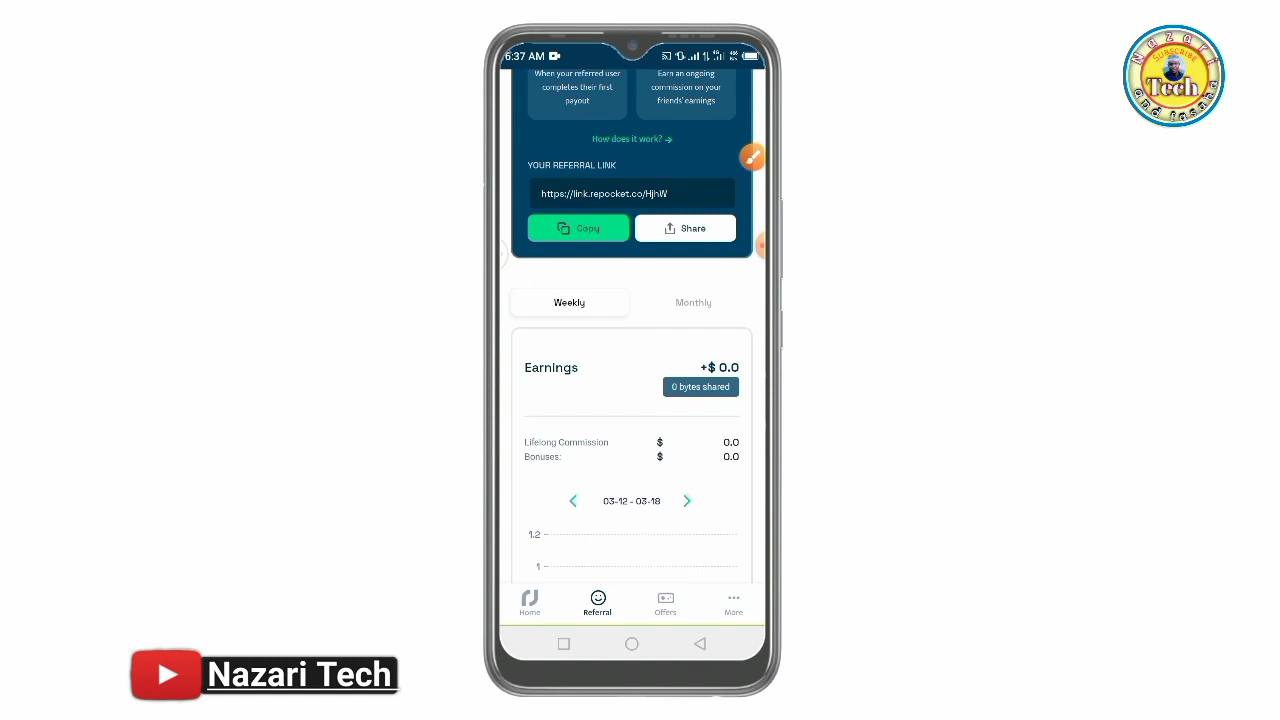 6:37 AM
When your referred user
completes their first
payout
Earn an ongoing
commission on your
friends' earnings
How does it work? →
YOUR REFERRAL LINK
https://link.repocket.co/HjhW
Copy
Share
Weekly
Monthly
Earnings
+$ 0.0
0 bytes shared
Lifelong Commission $ 0.0
Bonuses: $ 0.0
03-12 - 03-18
1.2
1
Home
Referral
Offers
More
Nazari Tech
Nazari
SUBSCRIBE
Tech